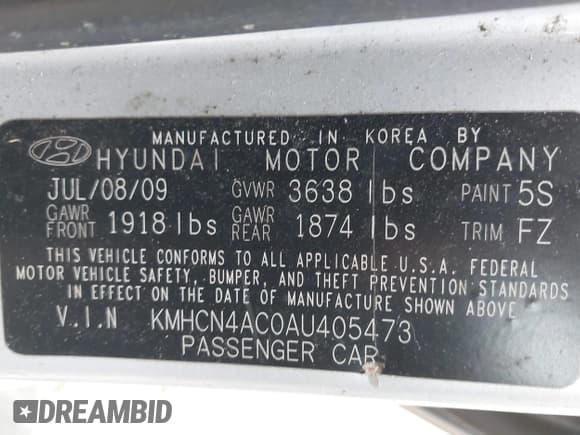 MANUFACTURED IN KOREA BY
HYUNDAI MOTOR COMPANY
JUL/08/09 GVWR 3638 lbs PAINT 5S
GAWR FRONT 1918 lbs GAWR REAR 1874 lbs TRIM FZ
THIS VEHICLE CONFORMS TO ALL APPLICABLE U.S.A. FEDERAL
MOTOR VEHICLE SAFETY, BUMPER, AND THEFT PREVENTION STANDARDS
IN EFFECT ON THE DATE OF MANUFACTURE SHOWN ABOVE
V.I.N KMHCN4AC0AU405473
PASSENGER CAR
DREAMBID